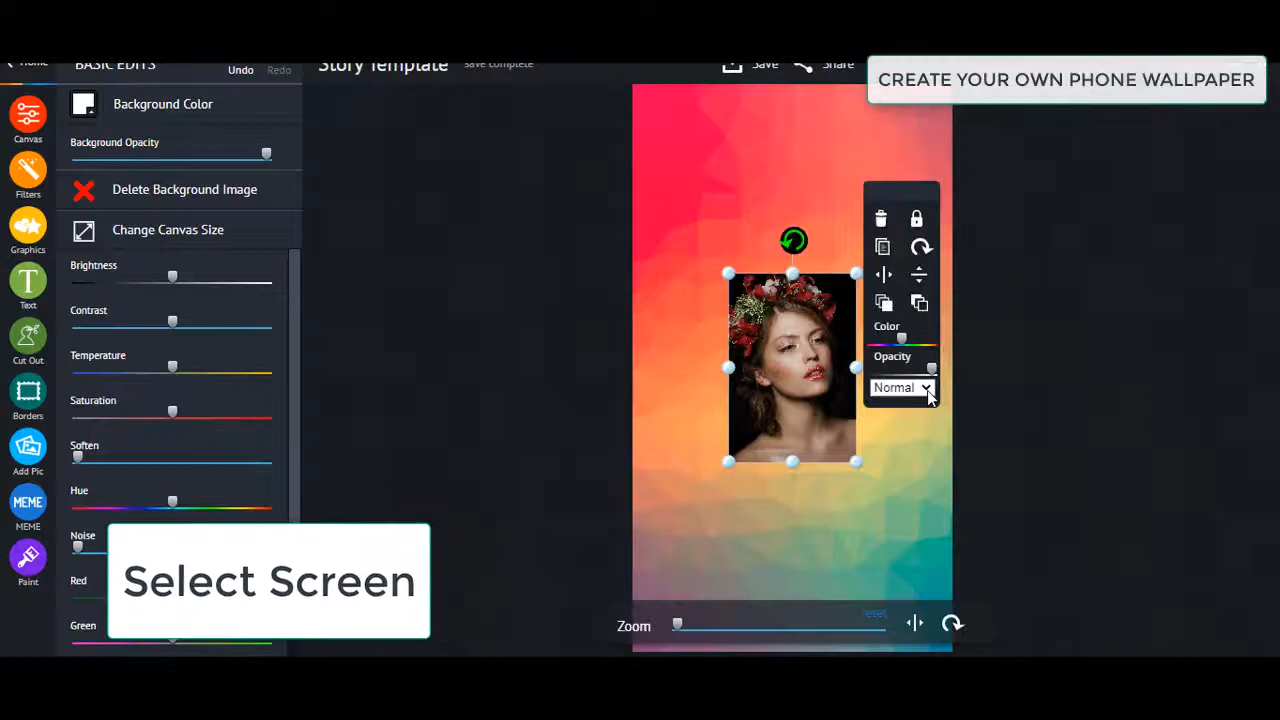 Home
BASIC EDITS
Undo
Redo
Story Template
save complete
Save
Share
CREATE YOUR OWN PHONE WALLPAPER
Canvas
Filters
Graphics
T
Text
Cut Out
Borders
Add Pic
MEME
MEME
Paint
Background Color
Background Opacity
Delete Background Image
Change Canvas Size
Brightness
Contrast
Temperature
Saturation
Soften
Hue
Noise
Red
Green
Select Screen
Color
Opacity
Normal
Zoom
reset